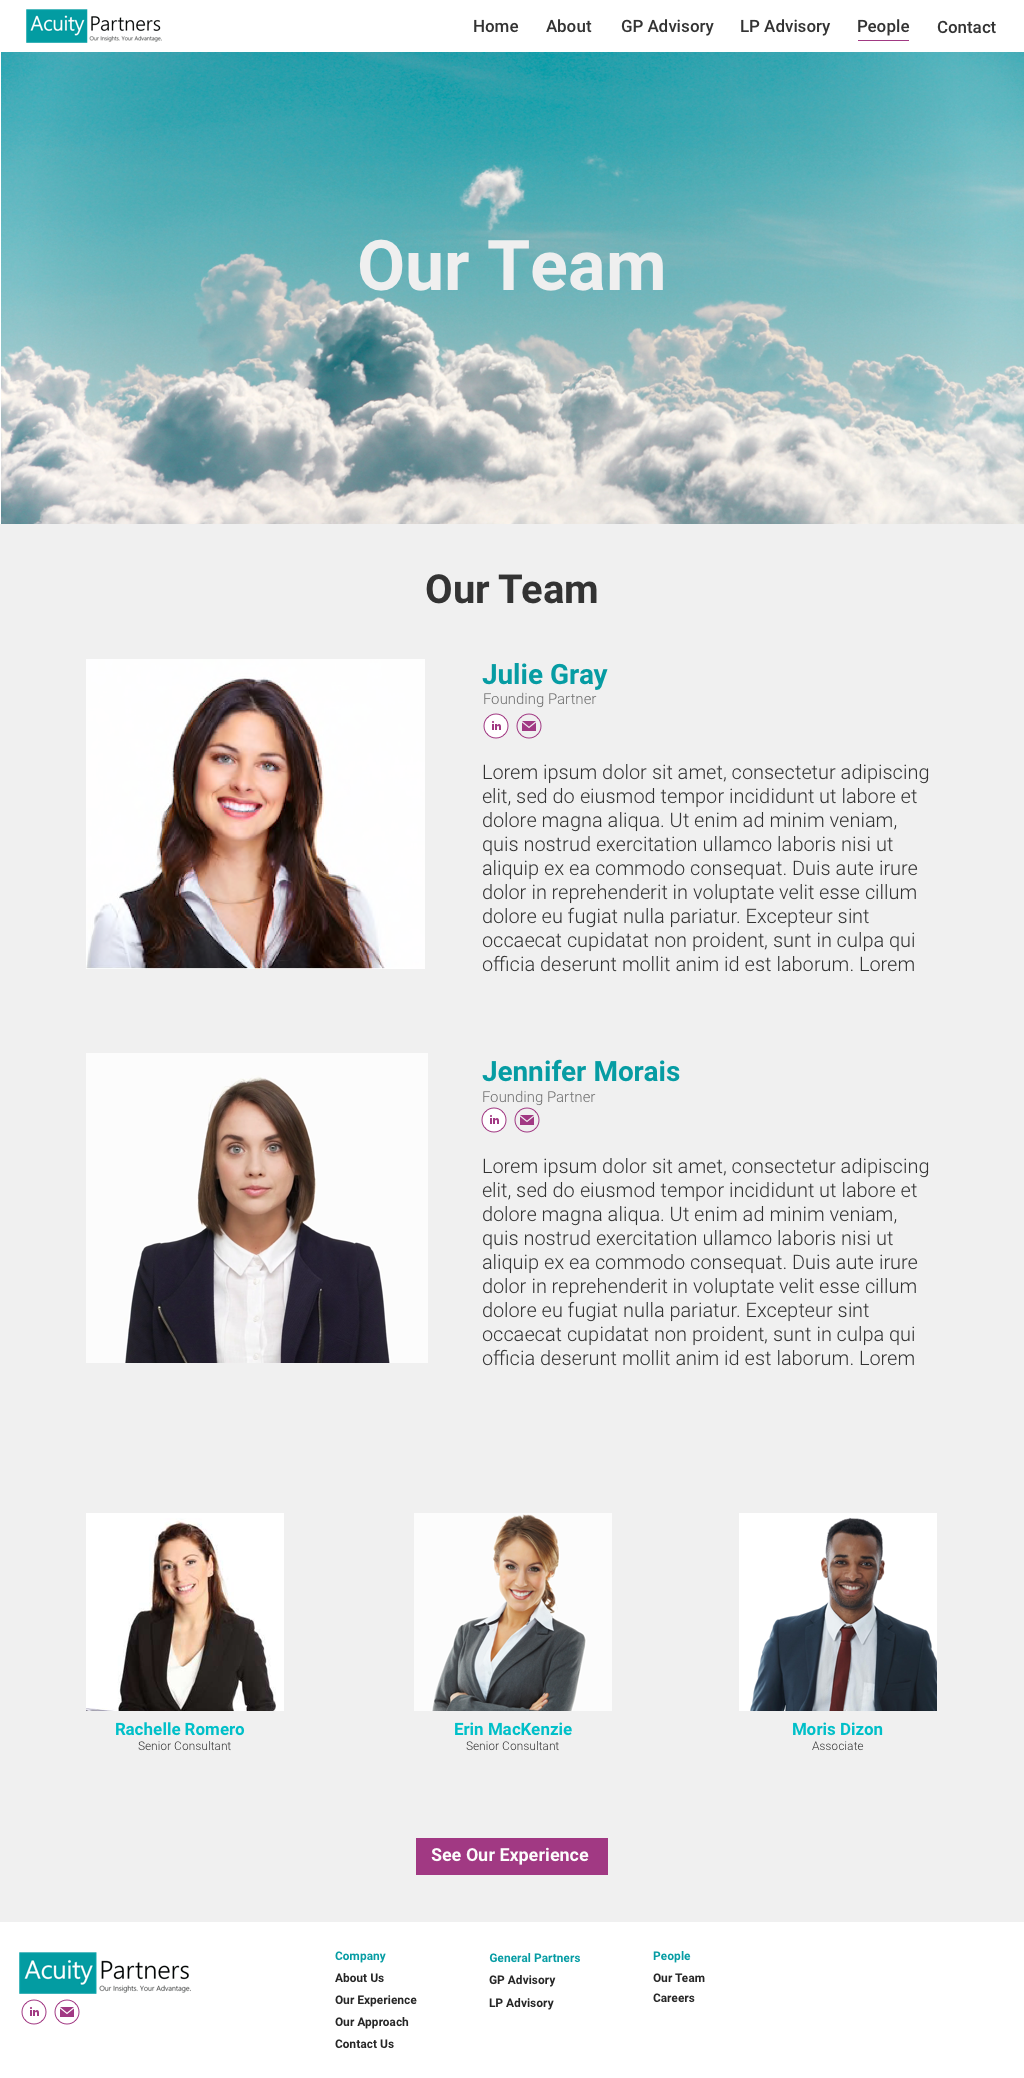 Acuity Partners
Our Insights. Your Advantage.
Home About GP Advisory LP Advisory People Contact
Our Team
Our Team
Julie Gray
Founding Partner
in
Lorem ipsum dolor sit amet, consectetur adipiscing
elit, sed do eiusmod tempor incididunt ut labore et
dolore magna aliqua. Ut enim ad minim veniam,
quis nostrud exercitation ullamco laboris nisi ut
aliquip ex ea commodo consequat. Duis aute irure
dolor in reprehenderit in voluptate velit esse cillum
dolore eu fugiat nulla pariatur. Excepteur sint
occaecat cupidatat non proident, sunt in culpa qui
officia deserunt mollit anim id est laborum. Lorem
Jennifer Morais
Founding Partner
in
Lorem ipsum dolor sit amet, consectetur adipiscing
elit, sed do eiusmod tempor incididunt ut labore et
dolore magna aliqua. Ut enim ad minim veniam,
quis nostrud exercitation ullamco laboris nisi ut
aliquip ex ea commodo consequat. Duis aute irure
dolor in reprehenderit in voluptate velit esse cillum
dolore eu fugiat nulla pariatur. Excepteur sint
occaecat cupidatat non proident, sunt in culpa qui
officia deserunt mollit anim id est laborum. Lorem
Rachelle Romero
Senior Consultant
Erin MacKenzie
Senior Consultant
Moris Dizon
Associate
See Our Experience
Acuity Partners
Our Insights. Your Advantage.
in
Company
About Us
Our Experience
Our Approach
Contact Us
General Partners
GP Advisory
LP Advisory
People
Our Team
Careers